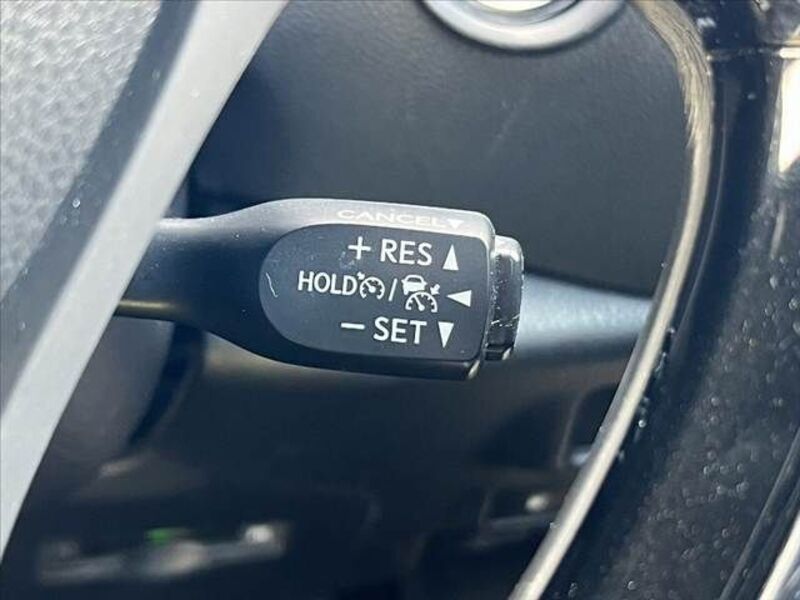 CANCEL▼
+ RES ▲
HOLD / ◀
− SET ▼